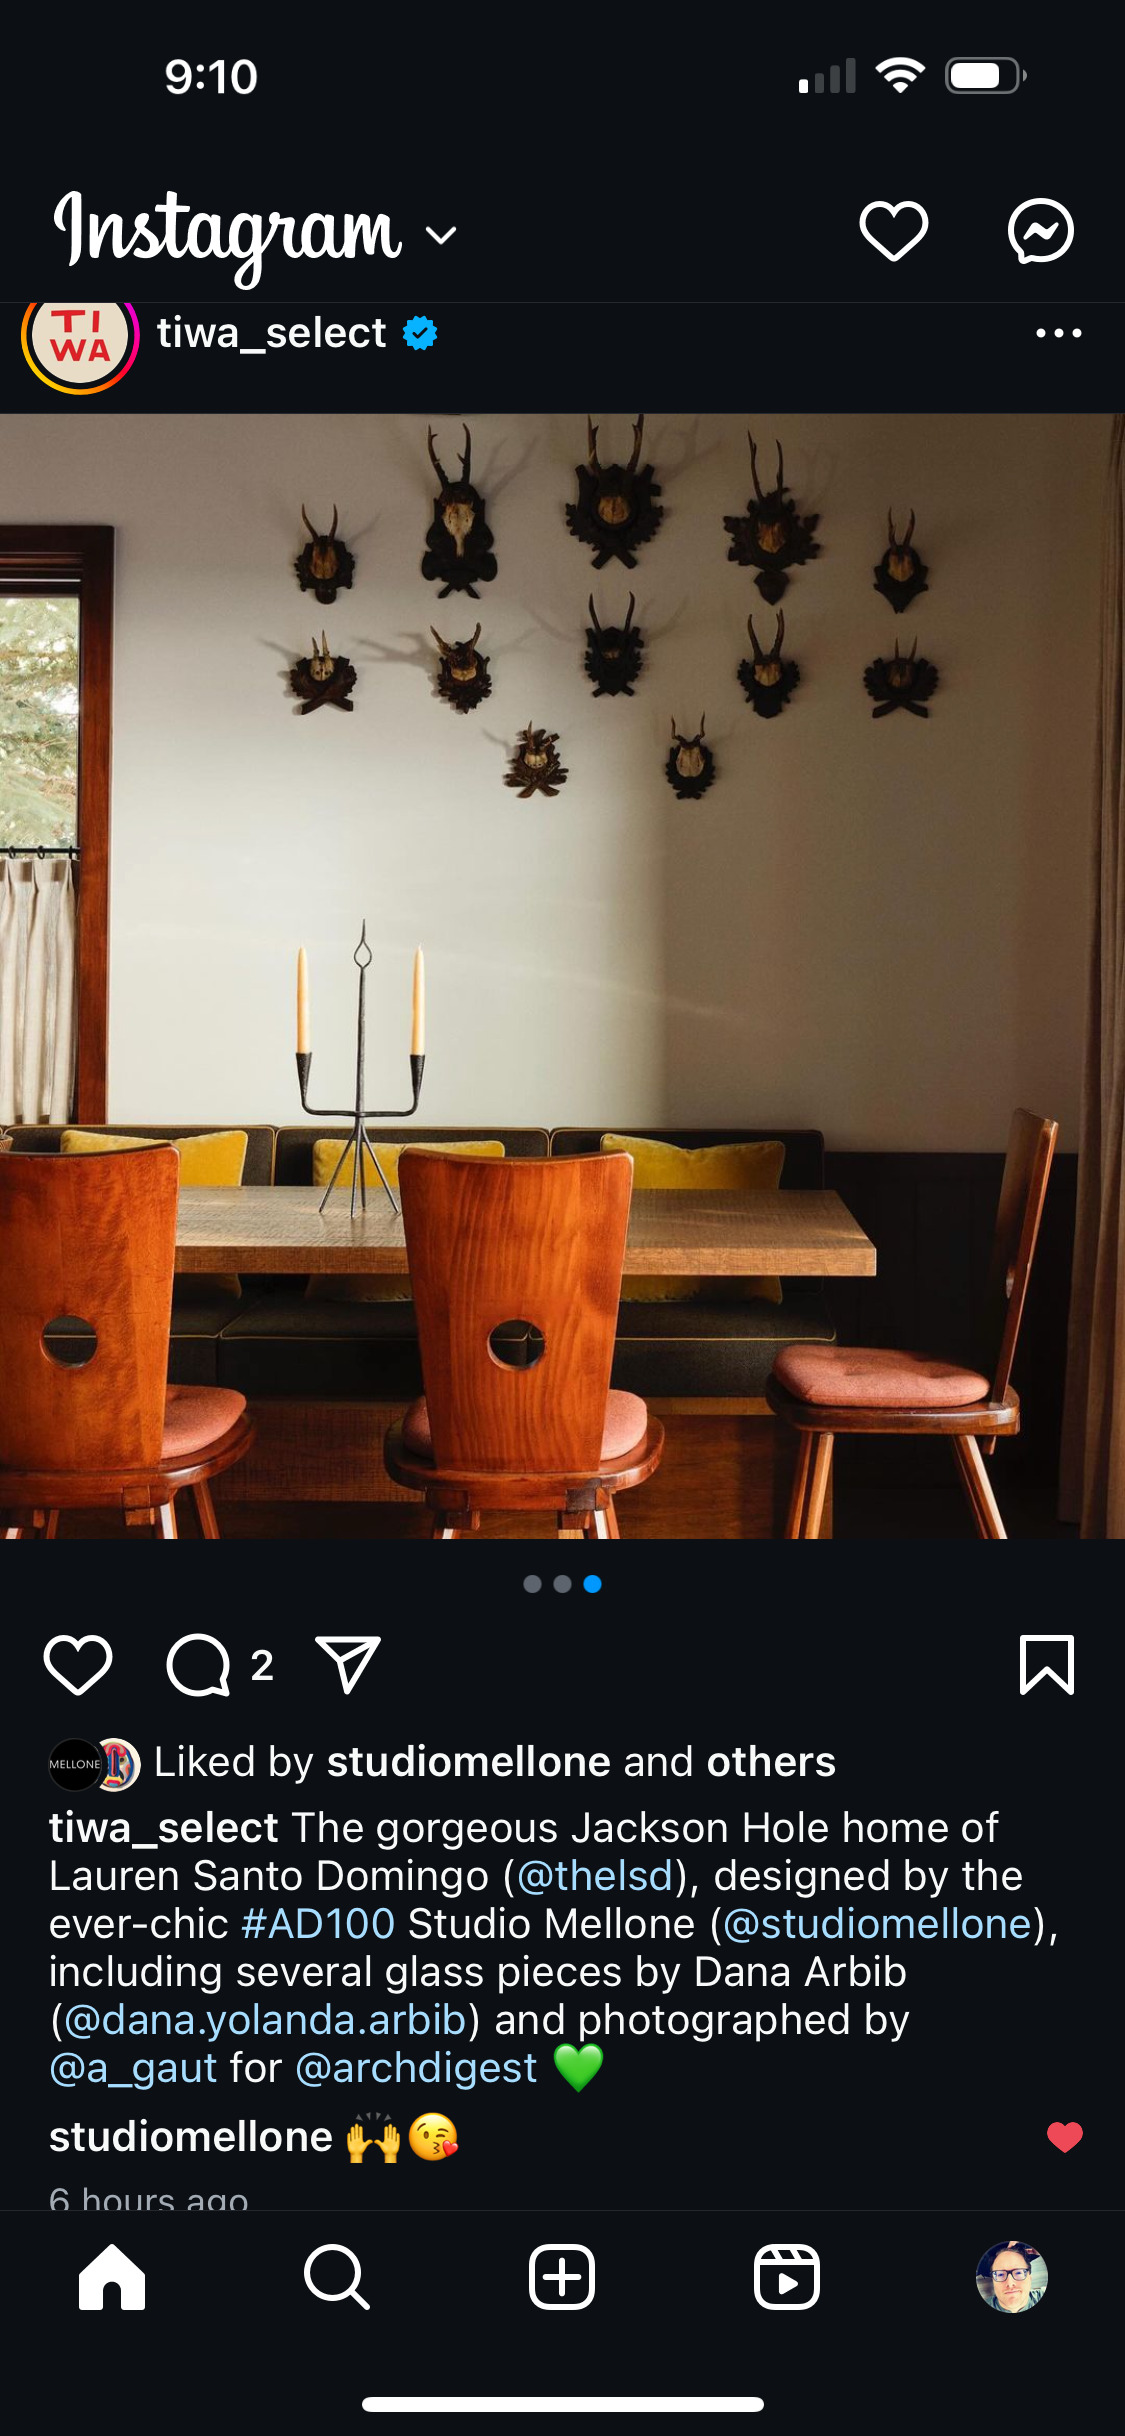 9:10
Instagram
TI
WA
tiwa_select
2
MELLONE
Liked by studiomellone and others
tiwa_select The gorgeous Jackson Hole home of
Lauren Santo Domingo (@thelsd), designed by the
ever-chic #AD100 Studio Mellone (@studiomellone),
including several glass pieces by Dana Arbib
(@dana.yolanda.arbib) and photographed by
@a_gaut for @archdigest 💚
studiomellone 🙌😘
6 hours ago